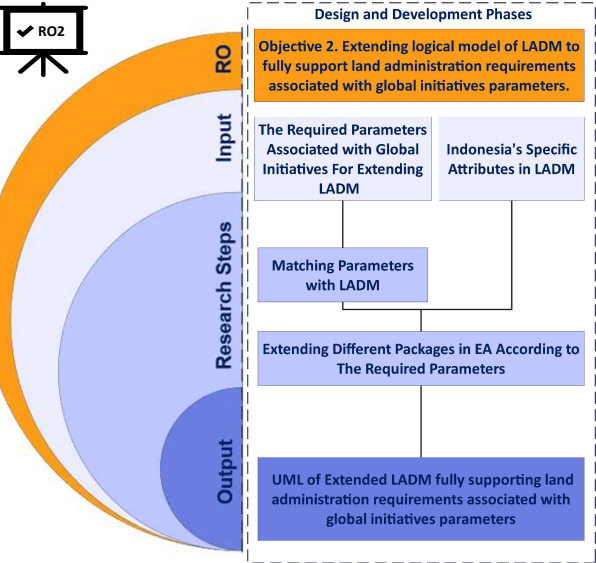 RO2
Design and Development Phases
RO
Objective 2. Extending logical model of LADM to
fully support land administration requirements
associated with global initiatives parameters.
Input
The Required Parameters
Associated with Global
Initiatives For Extending
LADM
Indonesia's Specific
Attributes in LADM
Research Steps
Matching Parameters
with LADM
Extending Different Packages in EA According to
The Required Parameters
Output
UML of Extended LADM fully supporting land
administration requirements associated with
global initiatives parameters